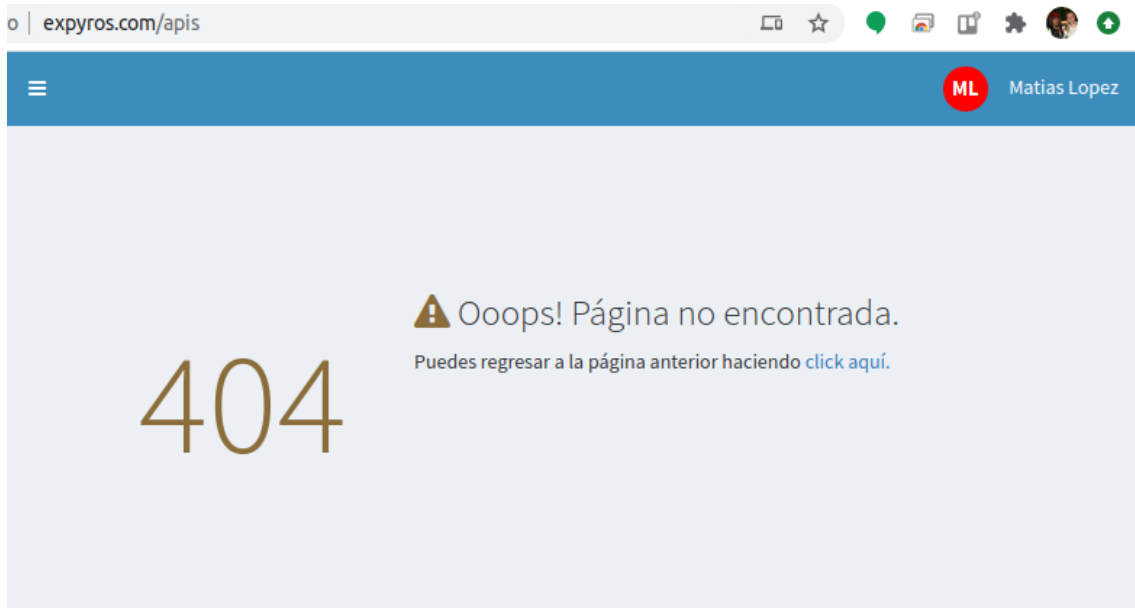 o | expyros.com/apis
ML Matias Lopez
Ooops! Página no encontrada.
Puedes regresar a la página anterior haciendo click aquí.
404